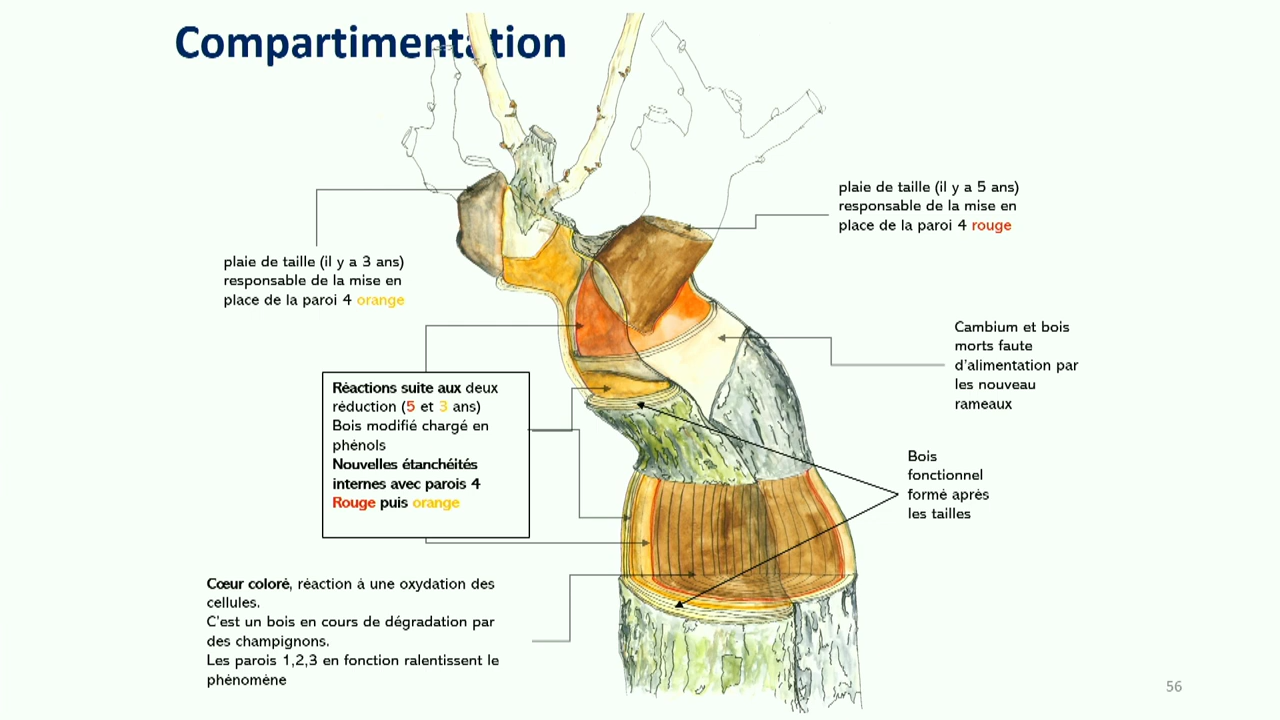 Compartimentation
plaie de taille (il y a 5 ans)
responsable de la mise en
place de la paroi 4 rouge
plaie de taille (il y a 3 ans)
responsable de la mise en
place de la paroi 4 orange
Cambium et bois
morts faute
d'alimentation par
les nouveau
rameaux
Réactions suite aux deux
réduction (5 et 3 ans)
Bois modifié chargé en
phénols
Nouvelles étanchéités
internes avec parois 4
Rouge puis orange
Bois
fonctionnel
formé après
les tailles
Cœur coloré, réaction à une oxydation des
cellules.
C'est un bois en cours de dégradation par
des champignons.
Les parois 1,2,3 en fonction ralentissent le
phénomène
56